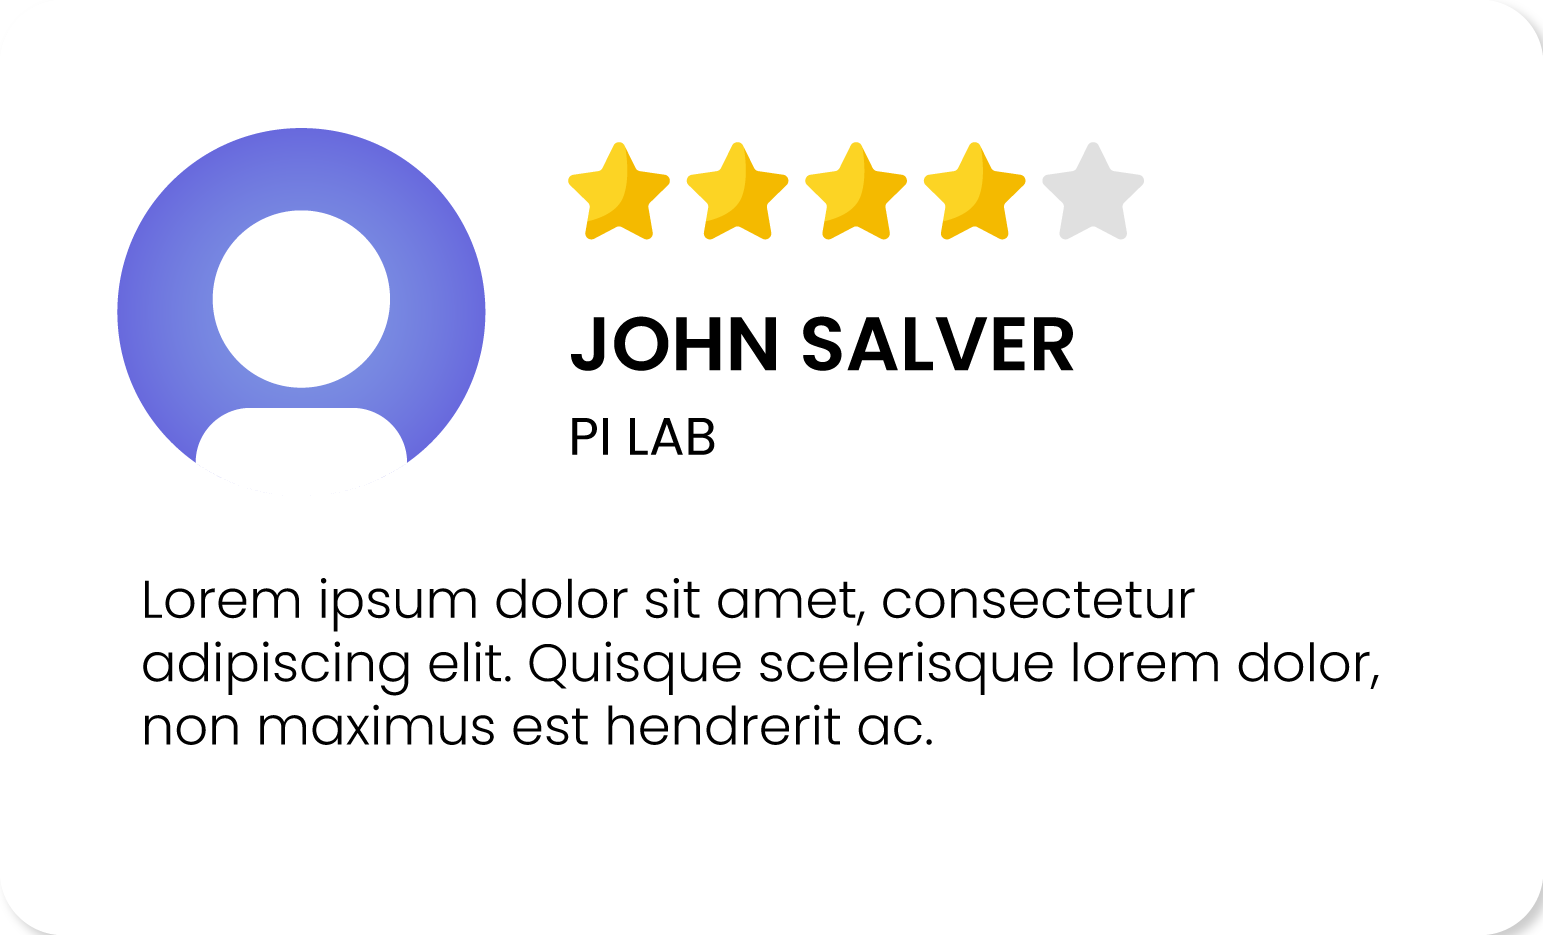 JOHN SALVER
PI LAB
Lorem ipsum dolor sit amet, consectetur
adipiscing elit. Quisque scelerisque lorem dolor,
non maximus est hendrerit ac.